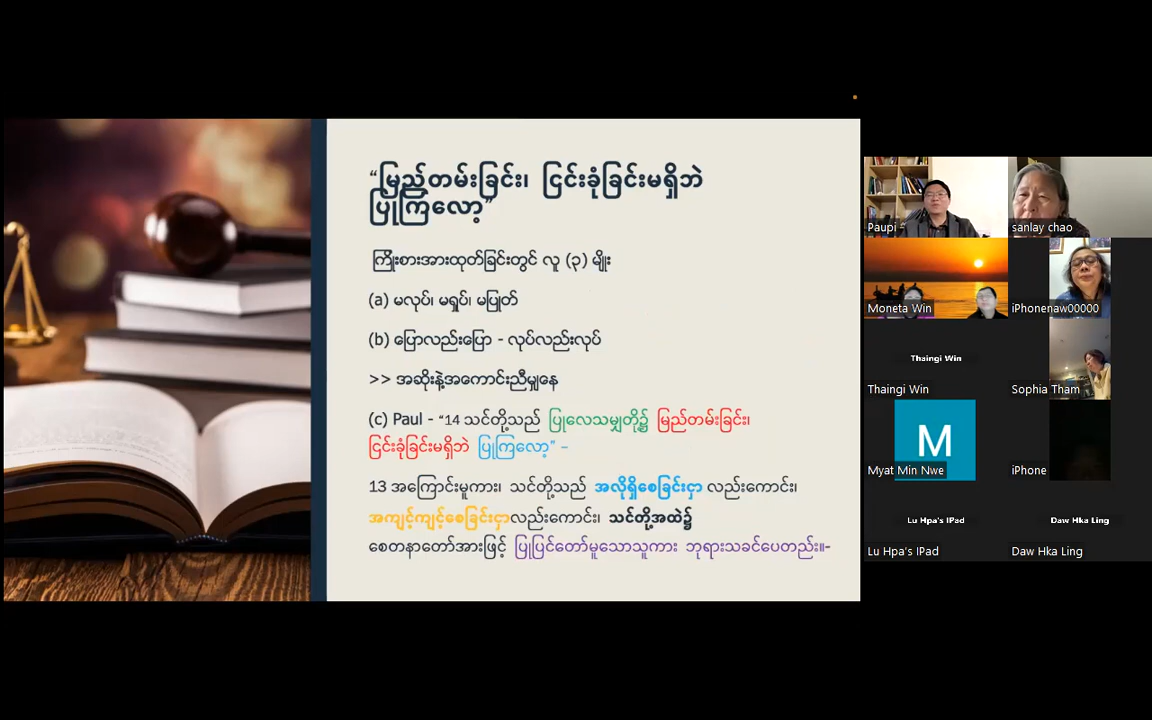 “မြည်တမ်းခြင်း၊ ငြင်းခုံခြင်းမရှိဘဲ
ပြုကြလော့”
ကြိုးစားအားထုတ်ခြင်းတွင် လူ (၃) မျိုး
(a) မလုပ်၊ မရှုပ်၊ မပြုတ်
(b) ပြောလည်းပြော - လုပ်လည်းလုပ်
>> အဆိုးနဲ့အကောင်းညီမျှနေ
(c) Paul - “14 သင်တို့သည် ပြုလေသမျှတို့၌ မြည်တမ်းခြင်း၊
ငြင်းခုံခြင်းမရှိဘဲ ပြုကြလော့” –
13 အကြောင်းမူကား၊ သင်တို့သည် အလိုရှိစေခြင်းငှာ လည်းကောင်း၊
အကျင့်ကျင့်စေခြင်းငှာလည်းကောင်း၊ သင်တို့အထဲ၌
စေတနာတော်အားဖြင့် ပြုပြင်တော်မူသောသူကား ဘုရားသခင်ပေတည်း။-
Paupi
sanlay chao
Moneta Win
iPhonenaw00000
Thaingi Win
Thaingi Win
Sophia Tham
M
Myat Min Nwe
iPhone
Lu Hpa's IPad
Daw Hka Ling
Lu Hpa's IPad
Daw Hka Ling